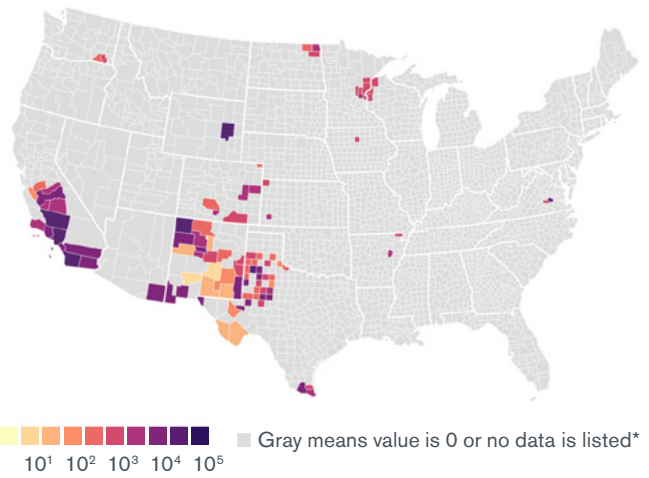 Gray means value is 0 or no data is listed*
10¹ 10² 10³ 10⁴ 10⁵